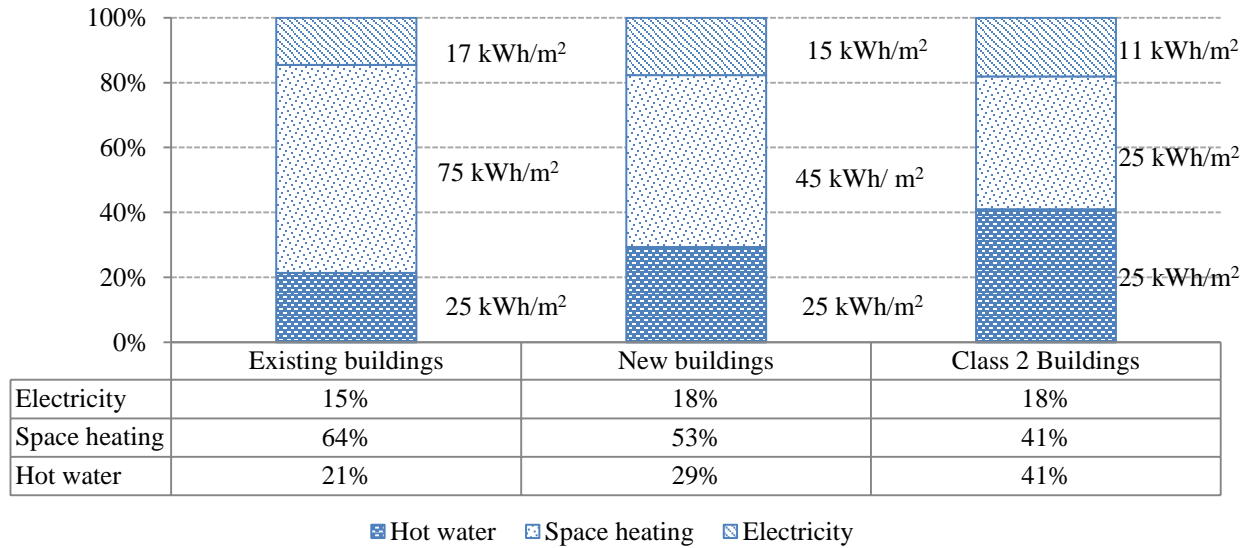 100%
80%
60%
40%
20%
0%
17 kWh/m²
15 kWh/m²
11 kWh/m²
75 kWh/m²
45 kWh/ m²
25 kWh/m²
25 kWh/m²
25 kWh/m²
25 kWh/m²
Existing buildings New buildings Class 2 Buildings
Electricity 15% 18% 18%
Space heating 64% 53% 41%
Hot water 21% 29% 41%
Hot water Space heating Electricity